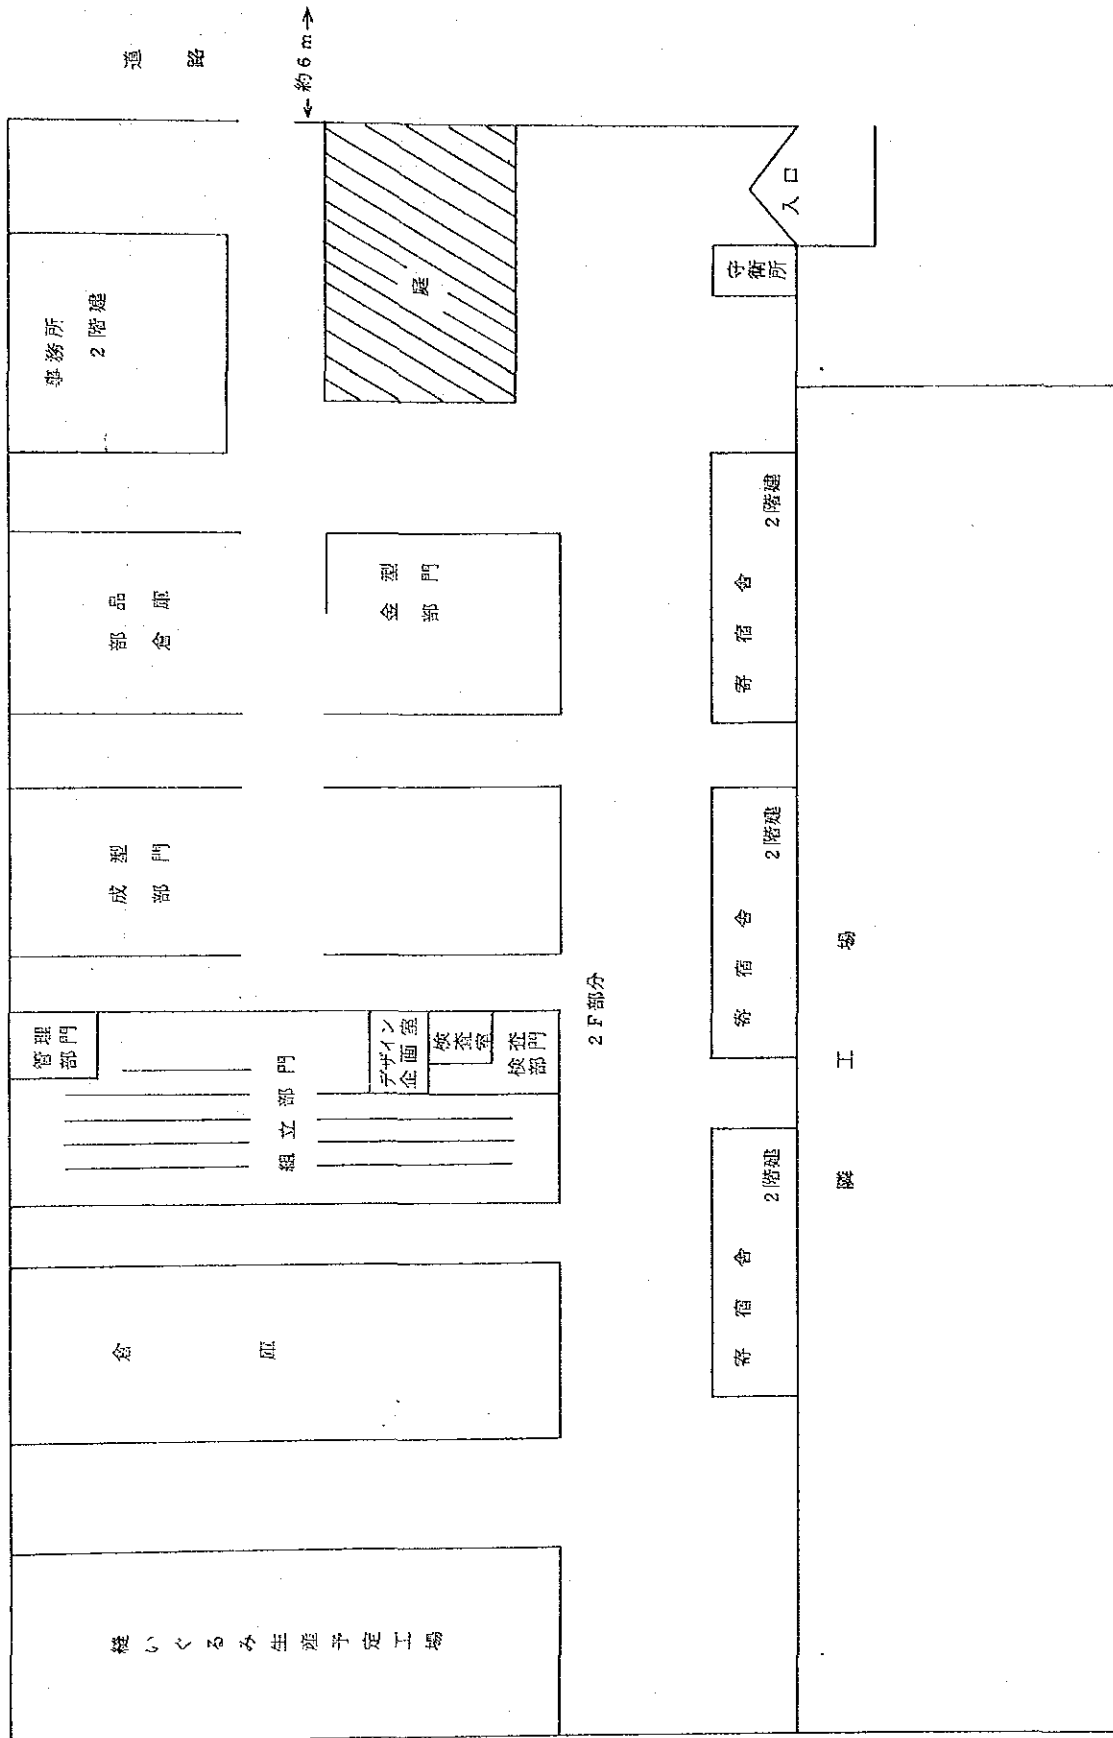 道路
←約6m→
事務所
2階建
庭
入口
守衛所
部品
倉庫
金型
部門
寄宿舎
2階建
成型
部門
寄宿舎
2階建
管理
部門
組立部門
デザイン
企画室
検査
室
検査
部門
2F部分
寄宿舎
2階建
倉庫
隣工場
縫いぐるみ生産予定工場